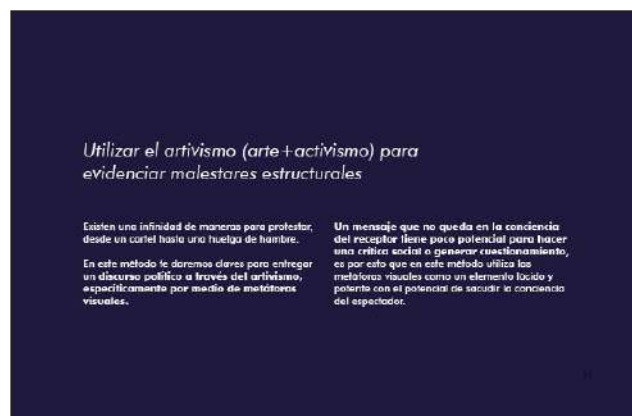 Utilizar el artivismo (arte+activismo) para
evidenciar malestares estructurales
Existen una infinidad de maneras para protestar,
desde un cartel hasta una huelga de hambre.
En este método te daremos claves para entregar
un discurso político a través del artivismo,
específicamente por medio de metáforas
visuales.
Un mensaje que no queda en la conciencia
del receptor tiene poco potencial para hacer
una crítica social o generar cuestionamiento,
es por esto que en este método utiliza las
metáforas visuales como un elemento lúcido y
potente con el potencial de sacudir la conciencia
del espectador.